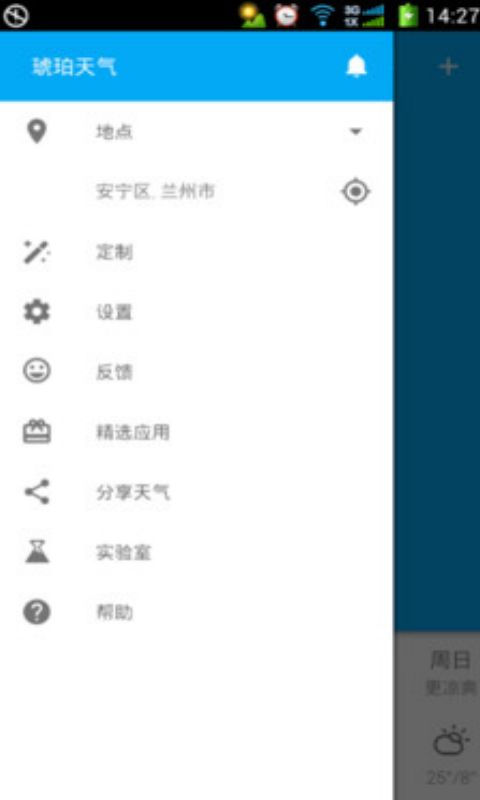 3G
1X
14:27
琥珀天气
地点
安宁区, 兰州市
定制
设置
反馈
精选应用
分享天气
实验室
帮助
周日
更凉爽
25°/8°